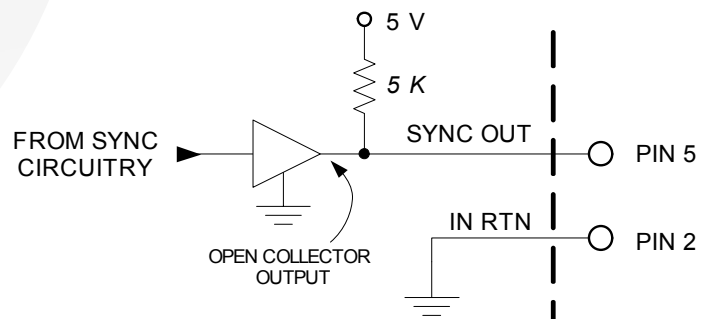 5 V
5 K
FROM SYNC
CIRCUITRY
SYNC OUT
PIN 5
OPEN COLLECTOR
OUTPUT
IN RTN
PIN 2